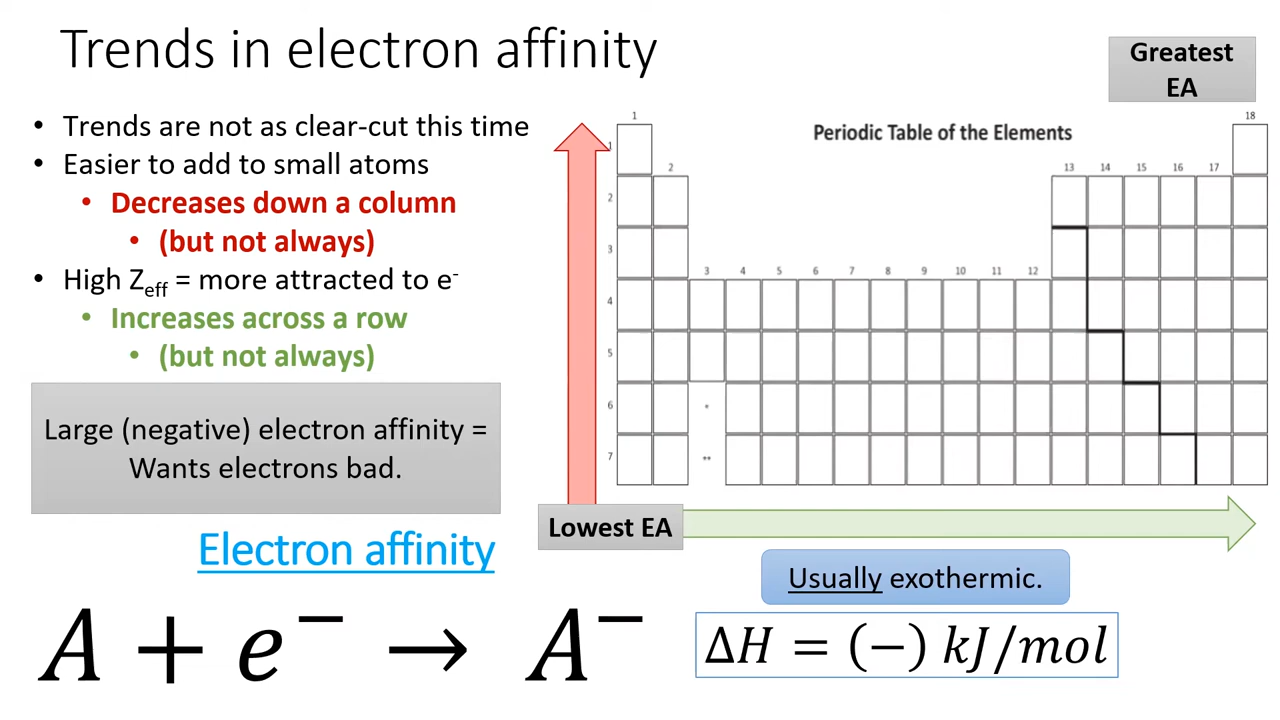 Trends in electron affinity
• Trends are not as clear-cut this time
• Easier to add to small atoms
• Decreases down a column
• (but not always)
• High Zeff = more attracted to e-
• Increases across a row
• (but not always)
Large (negative) electron affinity =
Wants electrons bad.
Electron affinity
A + e⁻ → A⁻
Greatest
EA
Periodic Table of the Elements
1
18
2
13 14 15 16 17
3 4 5 6 7 8 9 10 11 12
1
2
3
4
5
6
7
*
**
Lowest EA
Usually exothermic.
ΔH = (−) kJ/mol